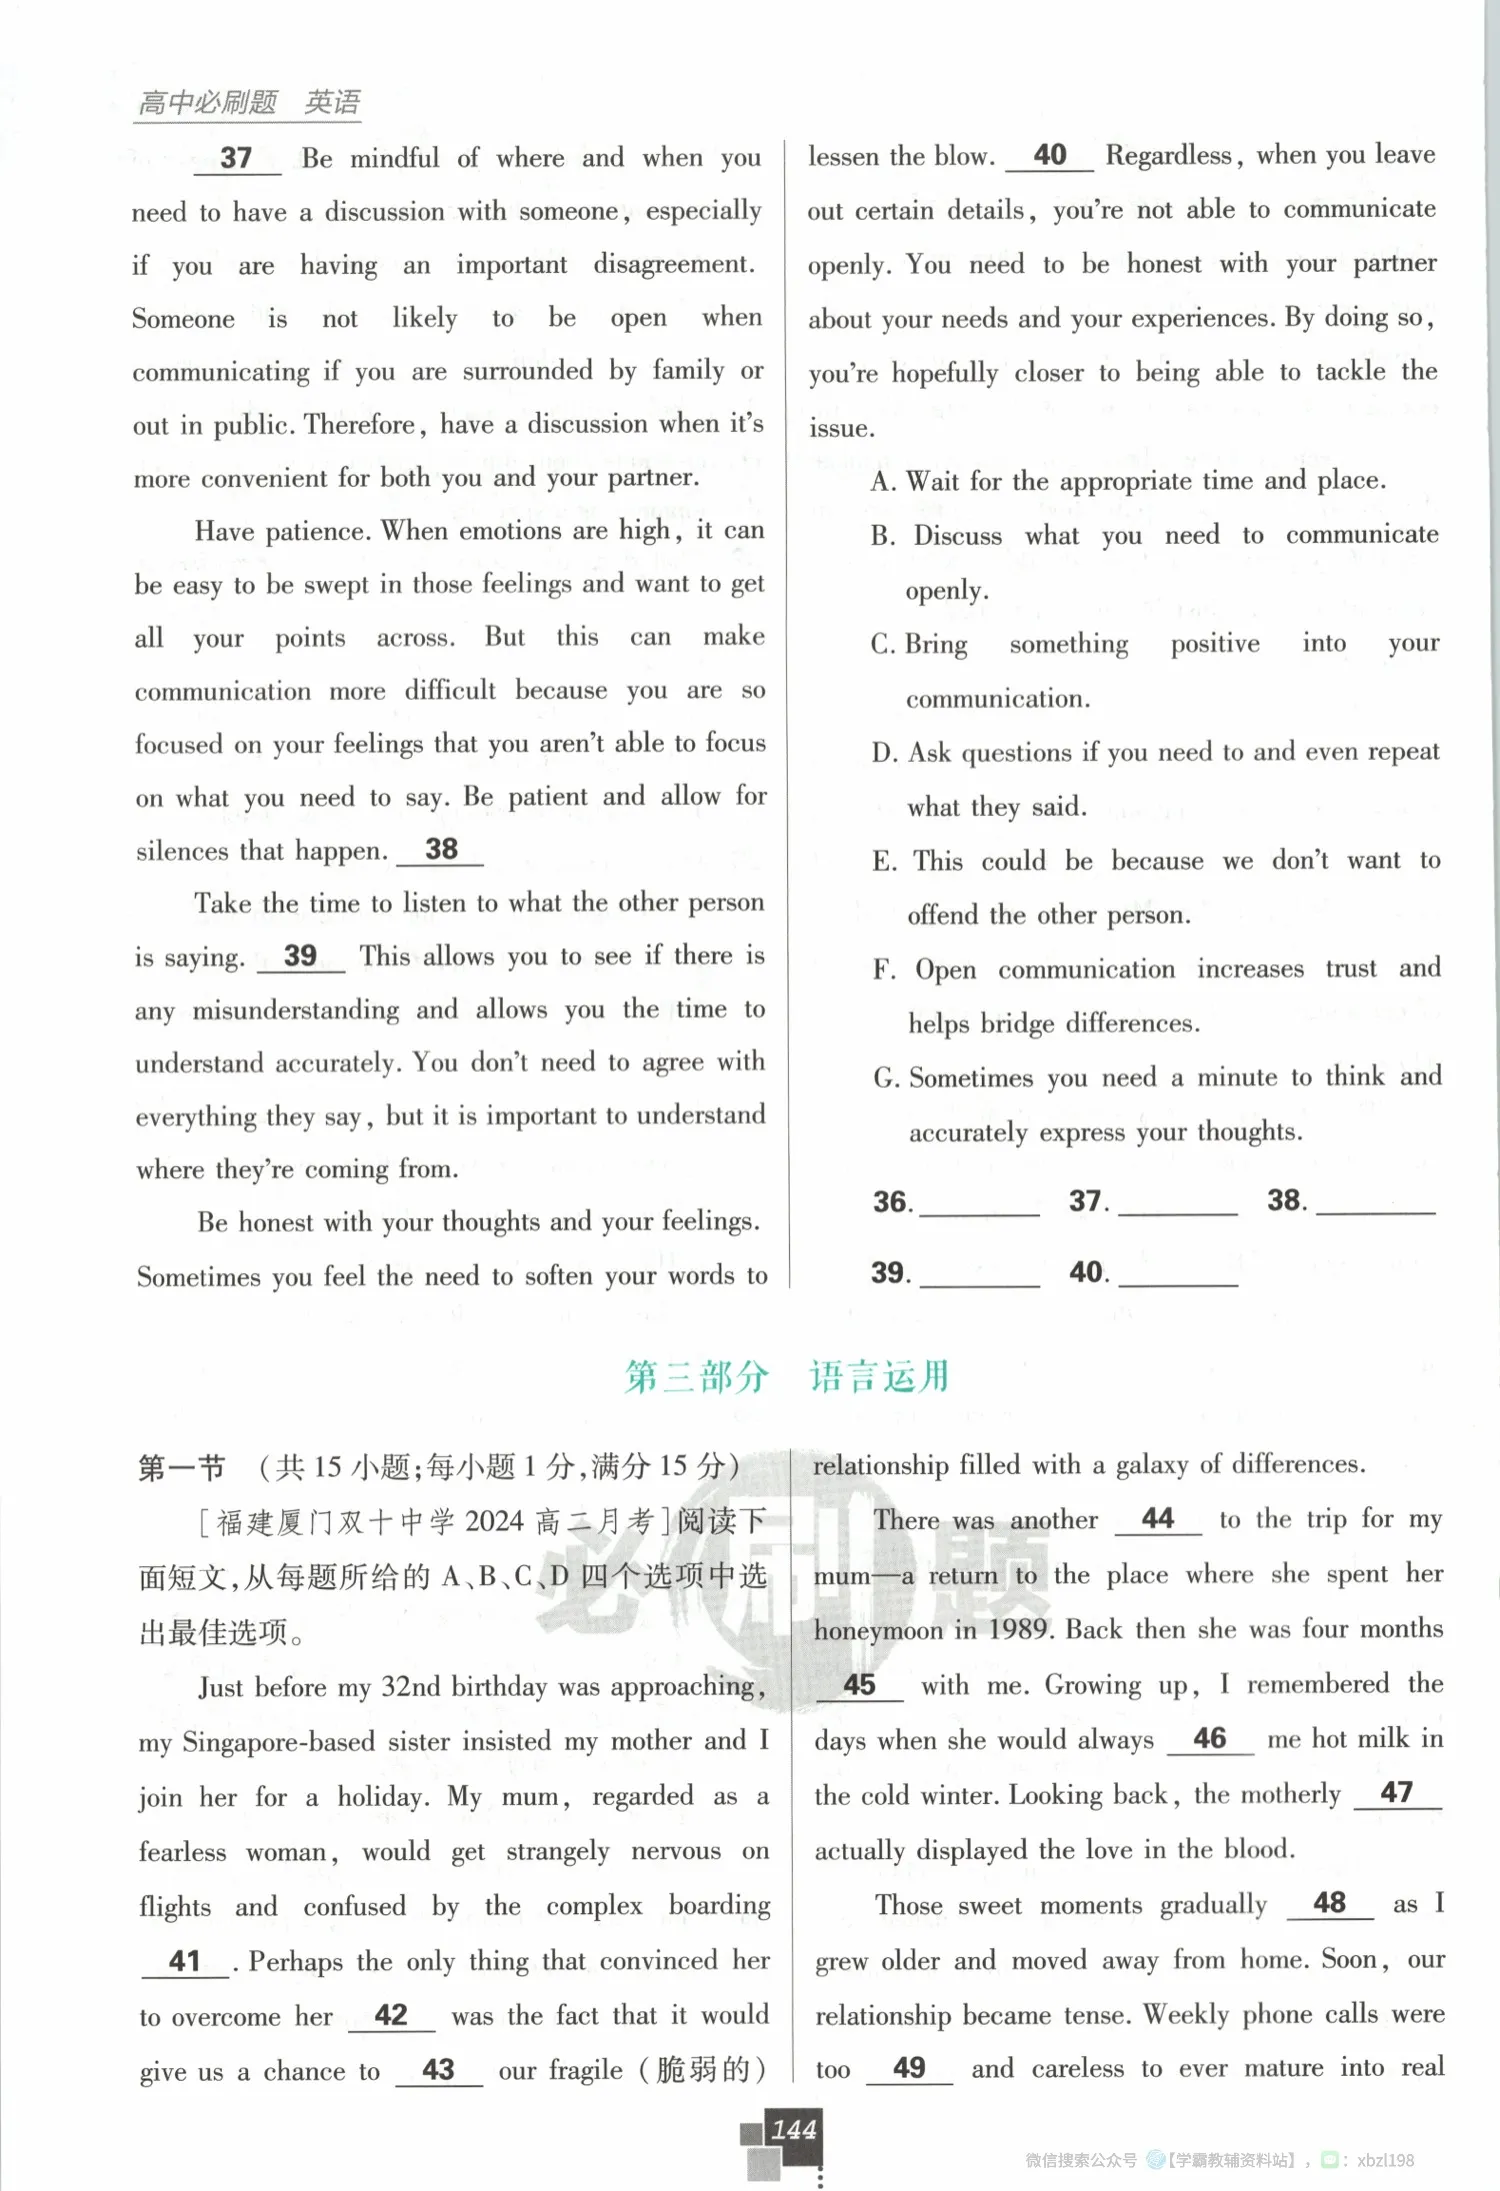 高中必刷题 英语
37 Be mindful of where and when you
need to have a discussion with someone, especially
if you are having an important disagreement.
Someone is not likely to be open when
communicating if you are surrounded by family or
out in public. Therefore, have a discussion when it's
more convenient for both you and your partner.
Have patience. When emotions are high, it can
be easy to be swept in those feelings and want to get
all your points across. But this can make
communication more difficult because you are so
focused on your feelings that you aren't able to focus
on what you need to say. Be patient and allow for
silences that happen. 38
Take the time to listen to what the other person
is saying. 39 This allows you to see if there is
any misunderstanding and allows you the time to
understand accurately. You don't need to agree with
everything they say, but it is important to understand
where they're coming from.
Be honest with your thoughts and your feelings.
Sometimes you feel the need to soften your words to
lessen the blow. 40 Regardless, when you leave
out certain details, you're not able to communicate
openly. You need to be honest with your partner
about your needs and your experiences. By doing so,
you're hopefully closer to being able to tackle the
issue.
A. Wait for the appropriate time and place.
B. Discuss what you need to communicate
openly.
C. Bring something positive into your
communication.
D. Ask questions if you need to and even repeat
what they said.
E. This could be because we don't want to
offend the other person.
F. Open communication increases trust and
helps bridge differences.
G. Sometimes you need a minute to think and
accurately express your thoughts.
36. ________ 37. ________ 38. ________
39. ________ 40. ________
第三部分 语言运用
第一节 (共15小题;每小题1分,满分15分)
[福建厦门双十中学2024高二月考]阅读下
面短文,从每题所给的A、B、C、D四个选项中选
出最佳选项。
Just before my 32nd birthday was approaching,
my Singapore-based sister insisted my mother and I
join her for a holiday. My mum, regarded as a
fearless woman, would get strangely nervous on
flights and confused by the complex boarding
41. Perhaps the only thing that convinced her
to overcome her 42 was the fact that it would
give us a chance to 43 our fragile (脆弱的)
relationship filled with a galaxy of differences.
There was another 44 to the trip for my
mum—a return to the place where she spent her
honeymoon in 1989. Back then she was four months
45 with me. Growing up, I remembered the
days when she would always 46 me hot milk in
the cold winter. Looking back, the motherly 47
actually displayed the love in the blood.
Those sweet moments gradually 48 as I
grew older and moved away from home. Soon, our
relationship became tense. Weekly phone calls were
too 49 and careless to ever mature into real
必刷题
144
微信搜索公众号 【学霸教辅资料站】, : xbzl198